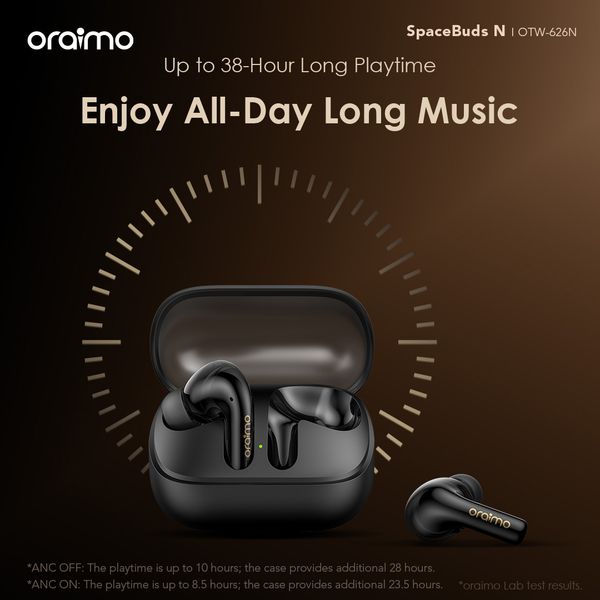 oraimo
SpaceBuds N | OTW-626N
Up to 38-Hour Long Playtime
Enjoy All-Day Long Music
oraimo
oraimo
*ANC OFF: The playtime is up to 10 hours; the case provides additional 28 hours.
*ANC ON: The playtime is up to 8.5 hours; the case provides additional 23.5 hours.
*oraimo Lab test results.